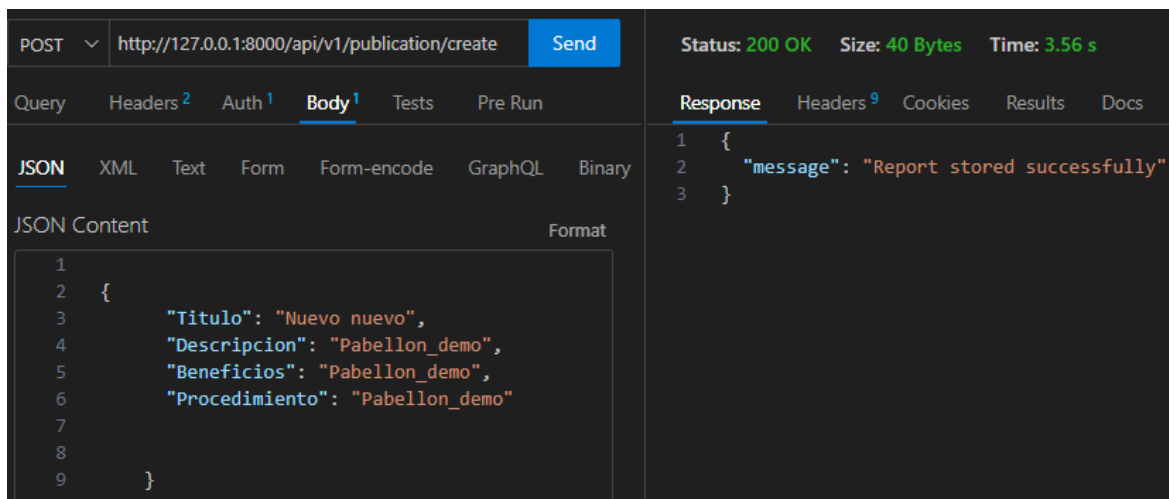 POST http://127.0.0.1:8000/api/v1/publication/create Send
Query Headers 2 Auth 1 Body 1 Tests Pre Run
JSON XML Text Form Form-encode GraphQL Binary
JSON Content Format
1
2 {
3 "Titulo": "Nuevo nuevo",
4 "Descripcion": "Pabellon_demo",
5 "Beneficios": "Pabellon_demo",
6 "Procedimiento": "Pabellon_demo"
7
8
9 }
Status: 200 OK Size: 40 Bytes Time: 3.56 s
Response Headers 9 Cookies Results Docs
1 {
2 "message": "Report stored successfully"
3 }